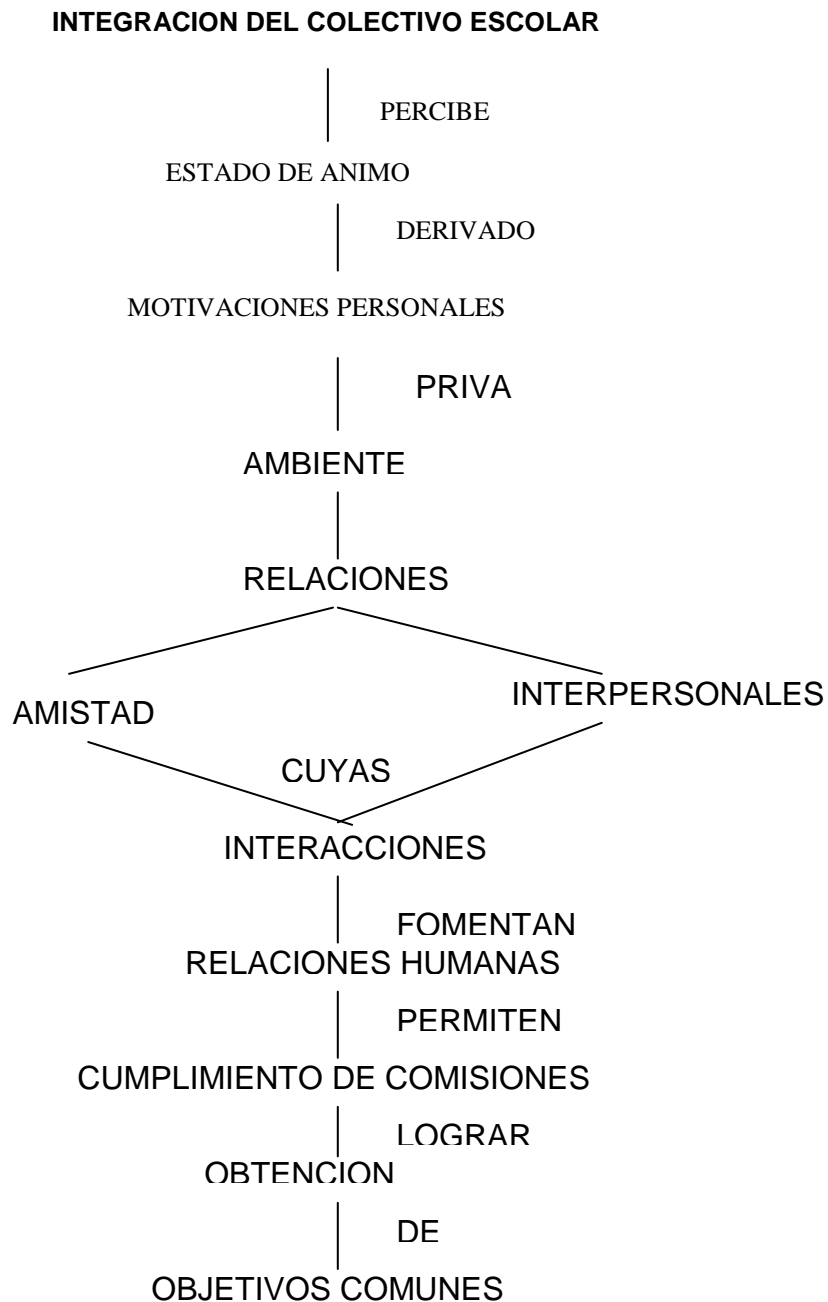 INTEGRACION DEL COLECTIVO ESCOLAR
PERCIBE
ESTADO DE ANIMO
DERIVADO
MOTIVACIONES PERSONALES
PRIVA
AMBIENTE
RELACIONES
AMISTAD
INTERPERSONALES
CUYAS
INTERACCIONES
FOMENTAN
RELACIONES HUMANAS
PERMITEN
CUMPLIMIENTO DE COMISIONES
LOGRAR
OBTENCION
DE
OBJETIVOS COMUNES